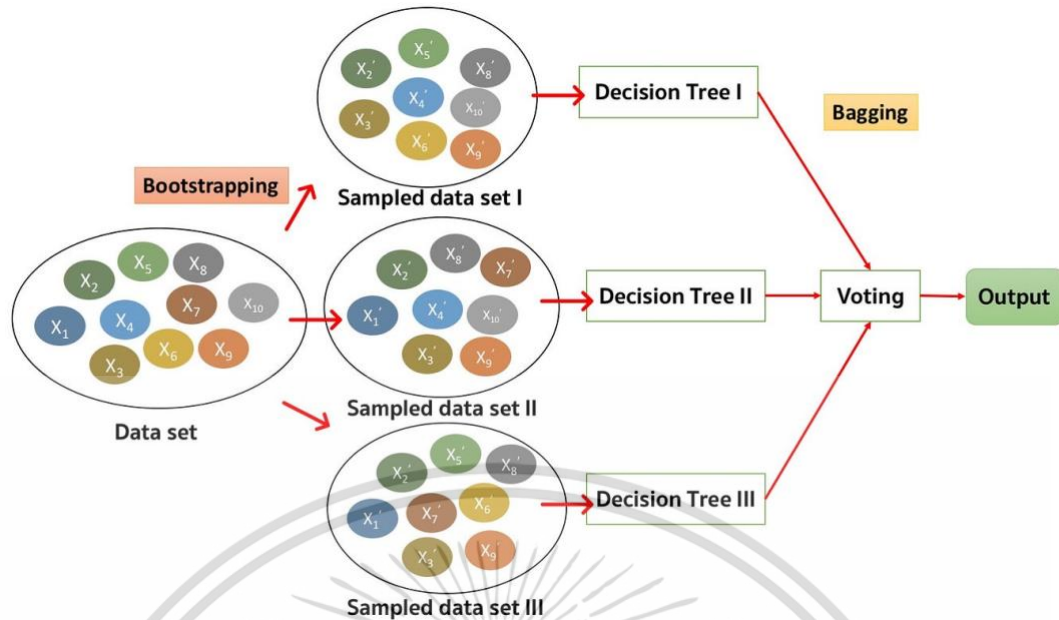 Bootstrapping
Bagging
X₂′
X₅′
X₈′
X₄′
X₃′
X₁₀′
X₆′
X₉′
Sampled data set I
Decision Tree I
X₅
X₈
X₂
X₇
X₁₀
X₁
X₄
X₃
X₆
X₉
Data set
X₂′
X₈′
X₇′
X₁′
X₄′
X₁₀′
X₃′
X₉′
Sampled data set II
Decision Tree II
Voting
Output
X₂′
X₅′
X₈′
X₁′
X₇′
X₆′
X₃′
X₉
Sampled data set III
Decision Tree III